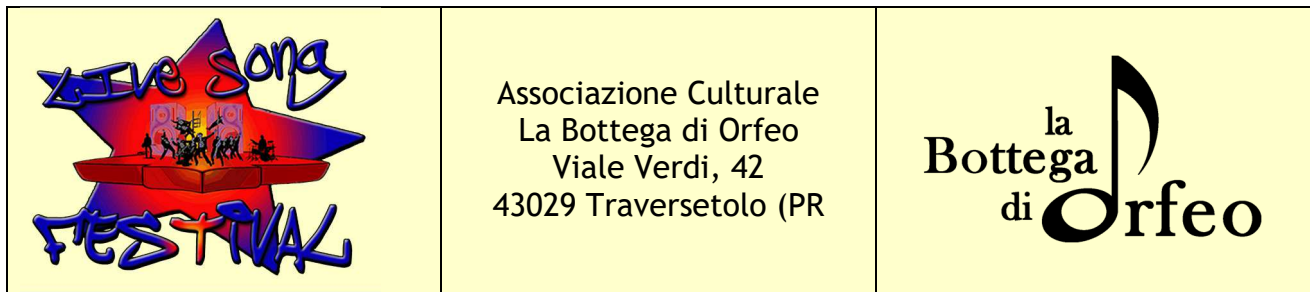 LIVE SONG
FESTIVAL
Associazione Culturale
La Bottega di Orfeo
Viale Verdi, 42
43029 Traversetolo (PR
la
Bottega
di Orfeo